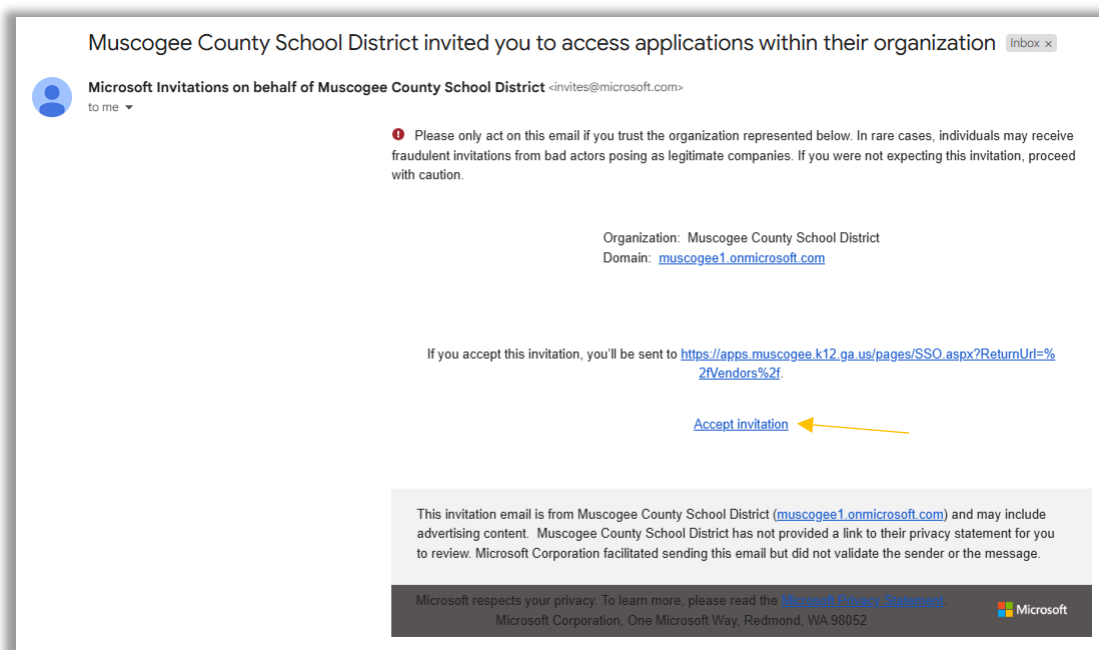 Muscogee County School District invited you to access applications within their organization Inbox ×
Microsoft Invitations on behalf of Muscogee County School District <invites@microsoft.com>
to me
Please only act on this email if you trust the organization represented below. In rare cases, individuals may receive
fraudulent invitations from bad actors posing as legitimate companies. If you were not expecting this invitation, proceed
with caution.
Organization: Muscogee County School District
Domain: muscogee1.onmicrosoft.com
If you accept this invitation, you'll be sent to https://apps.muscogee.k12.ga.us/pages/SSO.aspx?ReturnUrl=%
2fVendors%2f.
Accept invitation
This invitation email is from Muscogee County School District (muscogee1.onmicrosoft.com) and may include
advertising content. Muscogee County School District has not provided a link to their privacy statement for you
to review. Microsoft Corporation facilitated sending this email but did not validate the sender or the message.
Microsoft respects your privacy. To learn more, please read the Microsoft Privacy Statement.
Microsoft Corporation, One Microsoft Way, Redmond, WA 98052
Microsoft